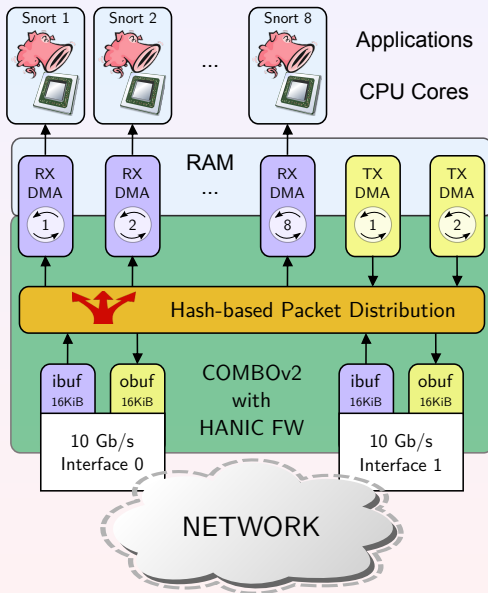 Snort 1
Snort 2
Snort 8
...
Applications
CPU Cores
RAM
RX
DMA
1
RX
DMA
2
...
RX
DMA
8
TX
DMA
1
TX
DMA
2
Hash-based Packet Distribution
ibuf
16KiB
obuf
16KiB
COMBOv2
with
HANIC FW
ibuf
16KiB
obuf
16KiB
10 Gb/s
Interface 0
10 Gb/s
Interface 1
NETWORK